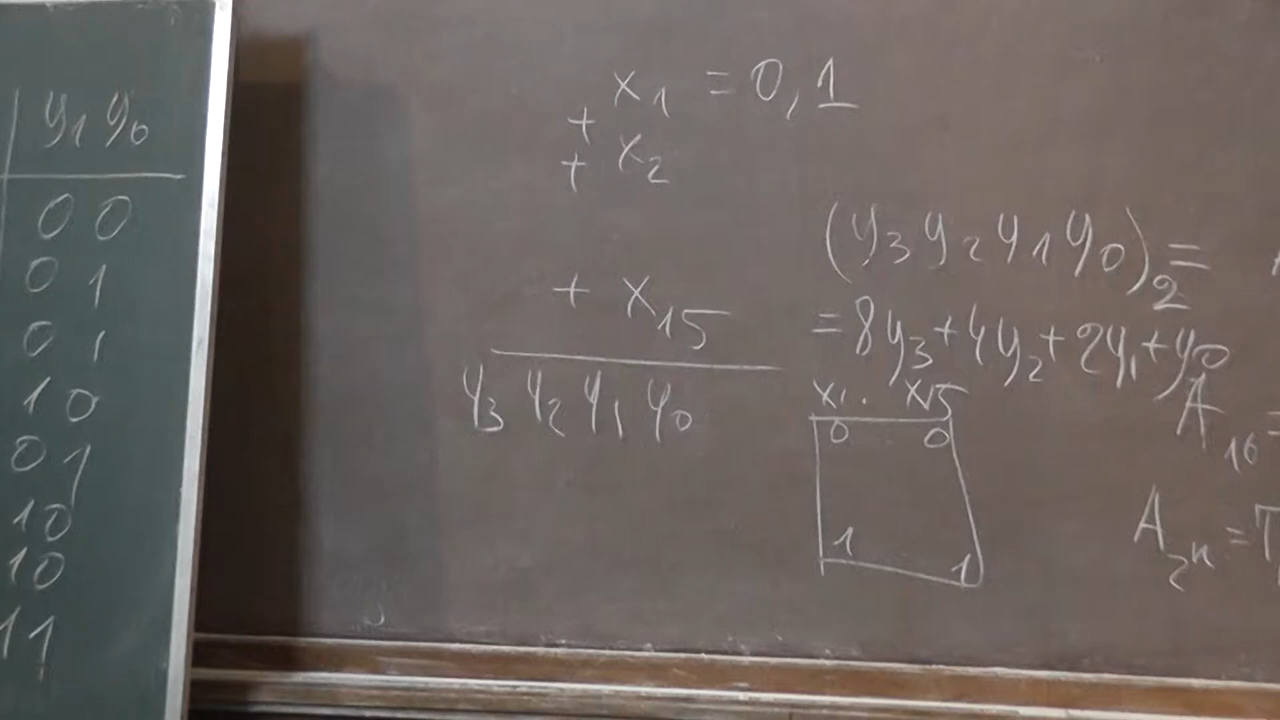 y₁ y₀
0 0
0 1
0 1
1 0
0 1
1 0
1 0
1 1
x₁ = 0, 1
+
+ x₂
+ x₁₅
y₃ y₂ y₁ y₀
(y₃ y₂ y₁ y₀)₂ =
= 8y₃ + 4y₂ + 2y₁ + y₀
x₁ . x₁₅
0 0
1 1
A₁₆ =
A₂ₙ =